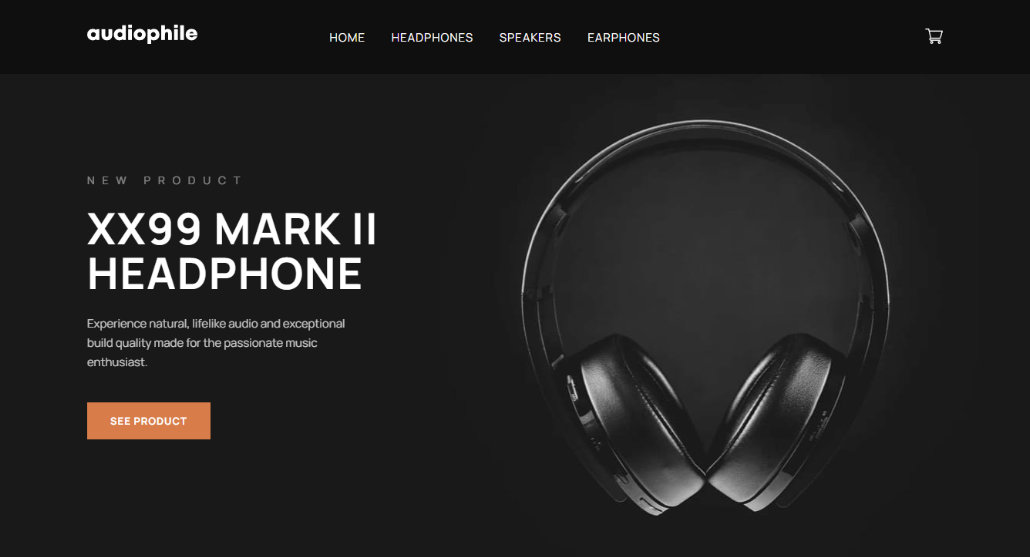 audiophile
HOME HEADPHONES SPEAKERS EARPHONES
NEW PRODUCT
XX99 MARK II
HEADPHONE
Experience natural, lifelike audio and exceptional
build quality made for the passionate music
enthusiast.
SEE PRODUCT